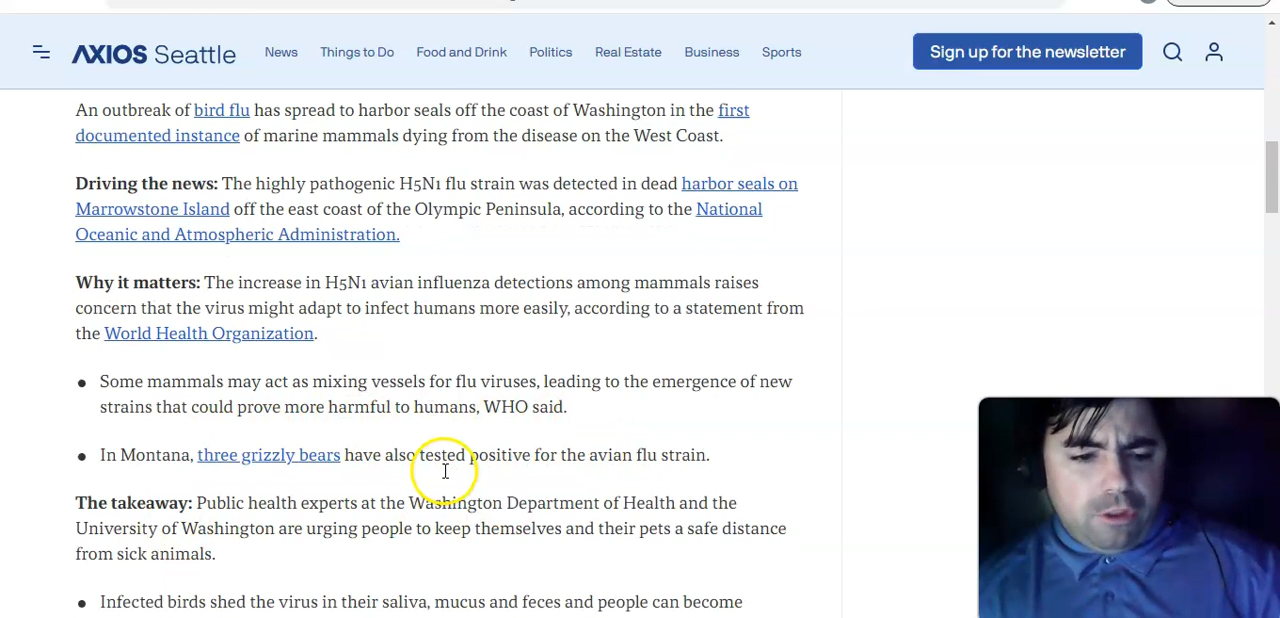 AXIOS Seattle News Things to Do Food and Drink Politics Real Estate Business Sports Sign up for the newsletter
An outbreak of bird flu has spread to harbor seals off the coast of Washington in the first
documented instance of marine mammals dying from the disease on the West Coast.
Driving the news: The highly pathogenic H5N1 flu strain was detected in dead harbor seals on
Marrowstone Island off the east coast of the Olympic Peninsula, according to the National
Oceanic and Atmospheric Administration.
Why it matters: The increase in H5N1 avian influenza detections among mammals raises
concern that the virus might adapt to infect humans more easily, according to a statement from
the World Health Organization.
● Some mammals may act as mixing vessels for flu viruses, leading to the emergence of new
strains that could prove more harmful to humans, WHO said.
● In Montana, three grizzly bears have also tested positive for the avian flu strain.
The takeaway: Public health experts at the Washington Department of Health and the
University of Washington are urging people to keep themselves and their pets a safe distance
from sick animals.
● Infected birds shed the virus in their saliva, mucus and feces and people can become